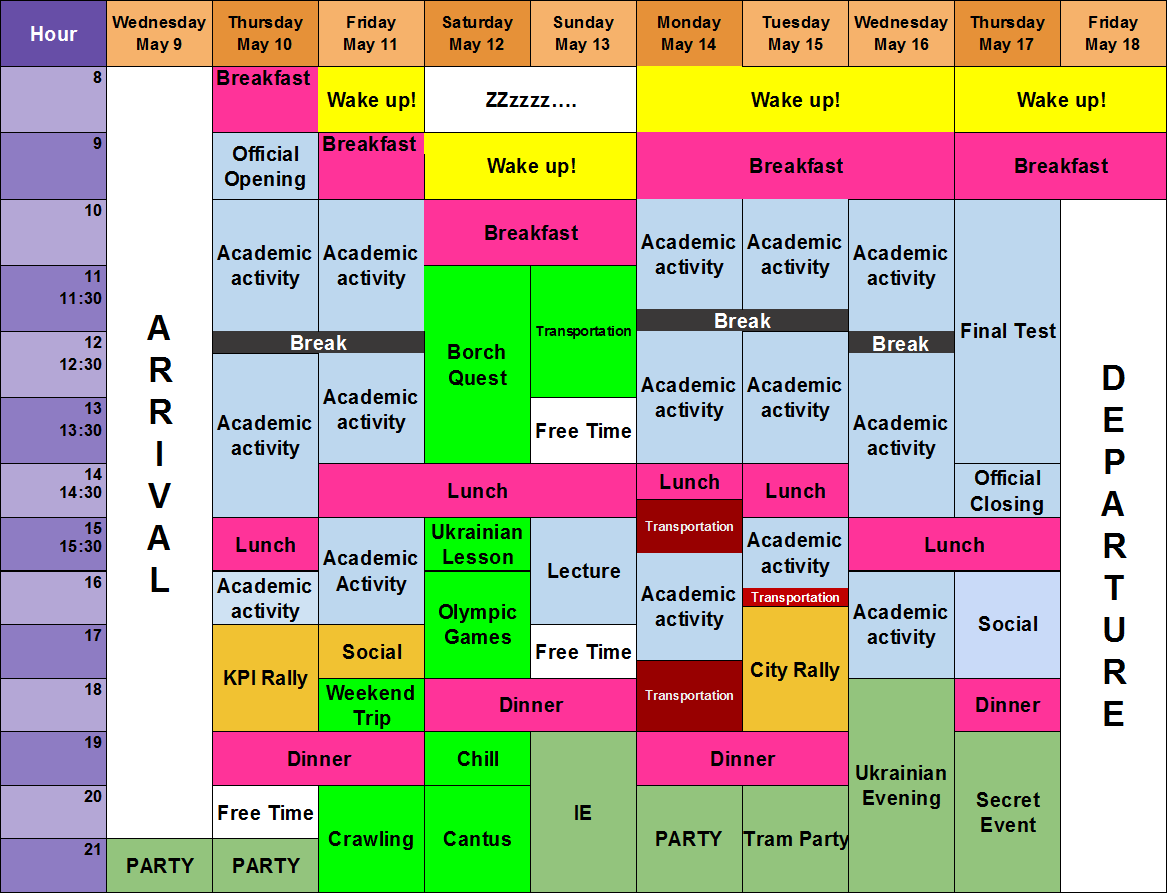 Hour
Wednesday
May 9
Thursday
May 10
Friday
May 11
Saturday
May 12
Sunday
May 13
Monday
May 14
Tuesday
May 15
Wednesday
May 16
Thursday
May 17
Friday
May 18
8
Breakfast
Wake up!
ZZzzzz....
Wake up!
Wake up!
9
Official
Opening
Breakfast
Wake up!
Breakfast
Breakfast
10
Academic
activity
Academic
activity
Breakfast
Academic
activity
Academic
activity
Academic
activity
Final Test
11
11:30
Borch
Quest
Transportation
Break
12
12:30
Break
Break
Academic
activity
Academic
activity
Academic
activity
Academic
activity
Academic
activity
13
13:30
Free Time
14
14:30
Lunch
Lunch
Lunch
Official
Closing
Transportation
15
15:30
Lunch
Academic
Activity
Ukrainian
Lesson
Lecture
Academic
activity
Lunch
16
Academic
activity
Olympic
Games
Academic
activity
Transportation
City Rally
Academic
activity
Social
17
KPI Rally
Social
Free Time
Transportation
18
Weekend
Trip
Dinner
Ukrainian
Evening
Dinner
19
Dinner
Chill
IE
Dinner
Secret
Event
20
Free Time
Crawling
Cantus
PARTY
Tram Party
21
PARTY
PARTY
A
R
R
I
V
A
L
D
E
P
A
R
T
U
R
E